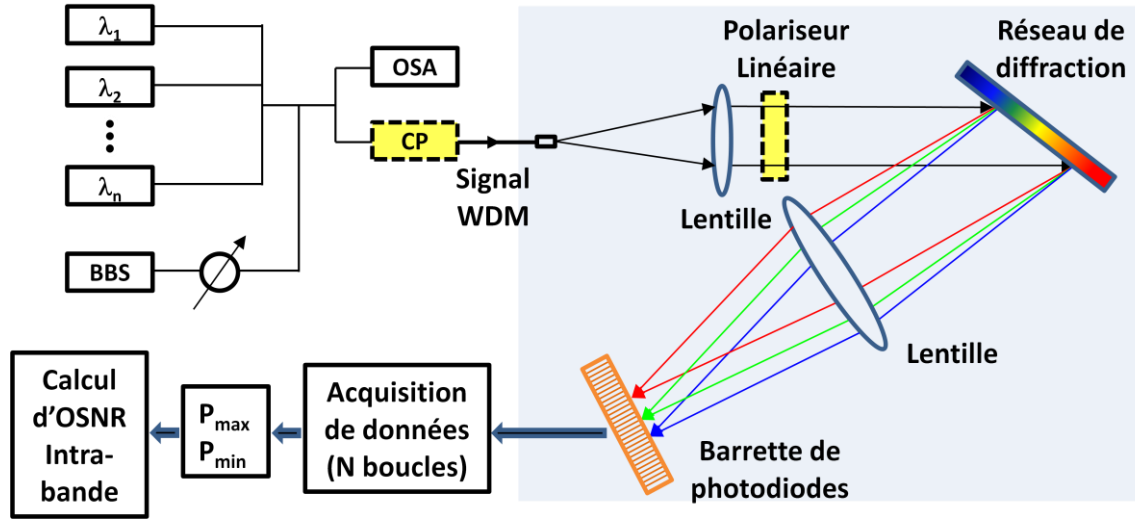 λ1
λ2
λn
BBS
OSA
CP
Signal
WDM
Polariseur
Linéaire
Réseau de
diffraction
Lentille
Lentille
Barrette de
photodiodes
Acquisition
de données
(N boucles)
Pmax
Pmin
Calcul
d'OSNR
Intra-
bande